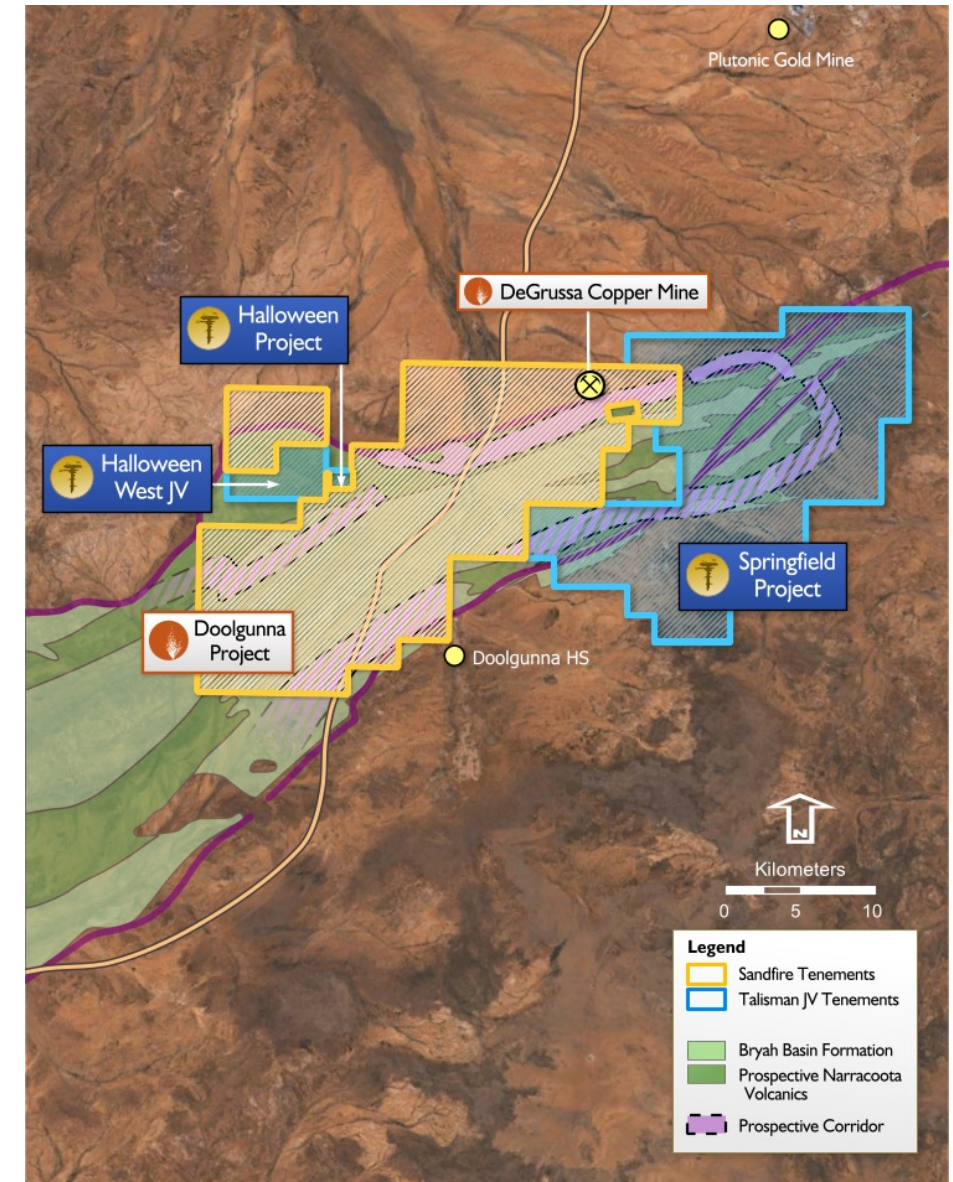 Plutonic Gold Mine
DeGrussa Copper Mine
Halloween
Project
Halloween
West JV
Springfield
Project
Doolgunna
Project
Doolgunna HS
N
Kilometers
0 5 10
Legend
Sandfire Tenements
Talisman JV Tenements
Bryah Basin Formation
Prospective Narracoota
Volcanics
Prospective Corridor